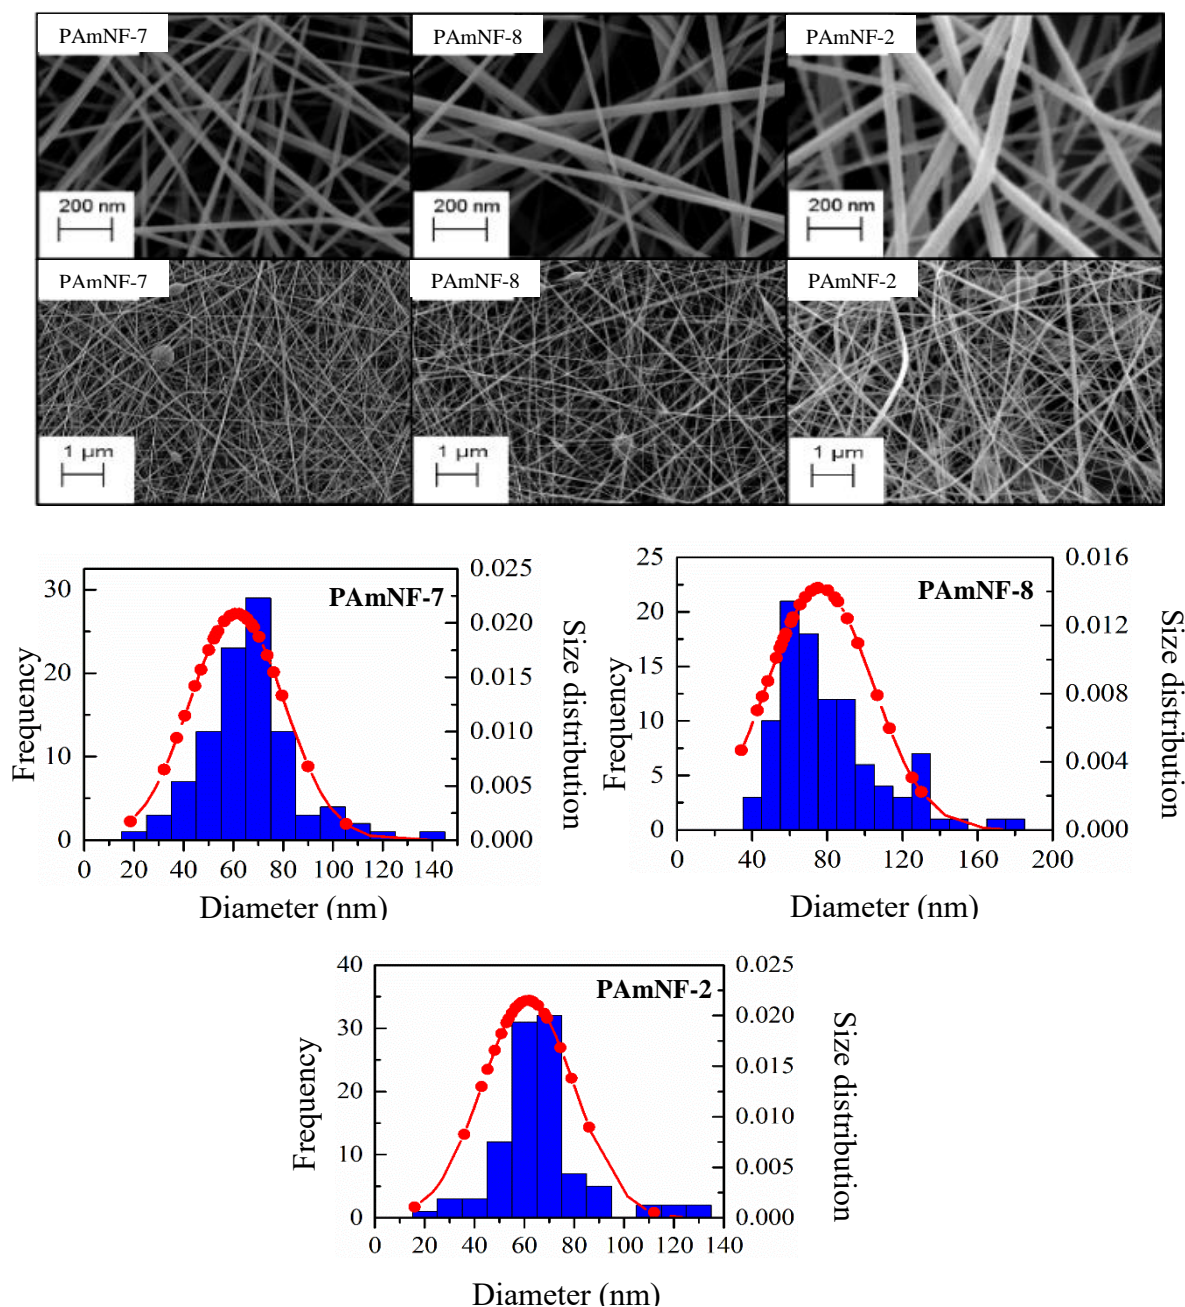 PAmNF-7
PAmNF-8
PAmNF-2
200 nm
200 nm
200 nm
PAmNF-7
PAmNF-8
PAmNF-2
1 µm
1 µm
1 µm
PAmNF-7
Frequency
30
20
10
0
0.025
0.020
0.015
0.010
0.005
0.000
Size distribution
0 20 40 60 80 100 120 140
Diameter (nm)
PAmNF-8
Frequency
25
20
15
10
5
0
0.016
0.012
0.008
0.004
0.000
Size distribution
0 40 80 120 160 200
Diameter (nm)
PAmNF-2
Frequency
40
30
20
10
0
0.025
0.020
0.015
0.010
0.005
0.000
Size distribution
0 20 40 60 80 100 120 140
Diameter (nm)